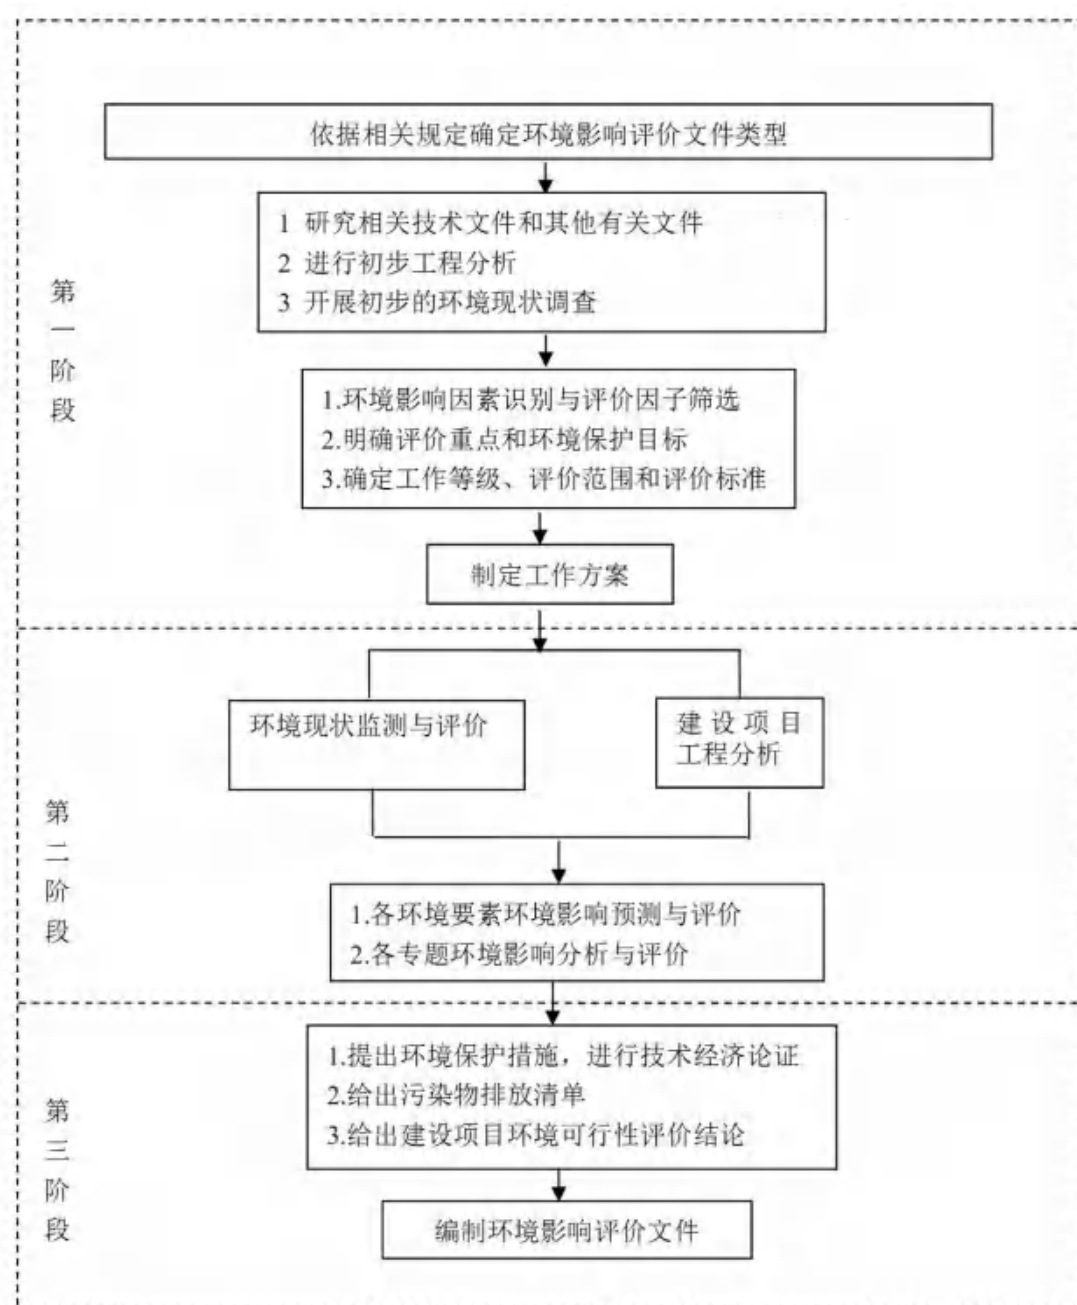 依据相关规定确定环境影响评价文件类型
1 研究相关技术文件和其他有关文件
2 进行初步工程分析
3 开展初步的环境现状调查
第一阶段
1.环境影响因素识别与评价因子筛选
2.明确评价重点和环境保护目标
3.确定工作等级、评价范围和评价标准
制定工作方案
环境现状监测与评价
建设项目
工程分析
第二阶段
1.各环境要素环境影响预测与评价
2.各专题环境影响分析与评价
1.提出环境保护措施，进行技术经济论证
2.给出污染物排放清单
3.给出建设项目环境可行性评价结论
第三阶段
编制环境影响评价文件